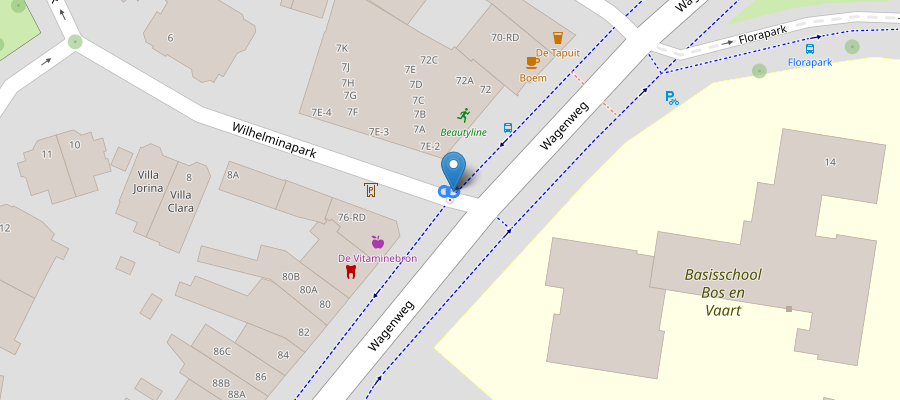 Wag
Florapark
6
70-RD
De Tapuit
7K
72C
7J
7E
Boem
Florapark
7H
7D
72A
7G
72
P
7C
7E-4
7F
7B
Wagenweg
7E-3
7A
Beautyline
Wilhelminapark
7E-2
11
10
14
Villa
Jorina
8
8A
Villa
Clara
P
76-RD
12
De Vitaminebron
Basisschool
Bos en
Vaart
80B
80A
80
Wagenweg
82
86C
84
86
88B
88A